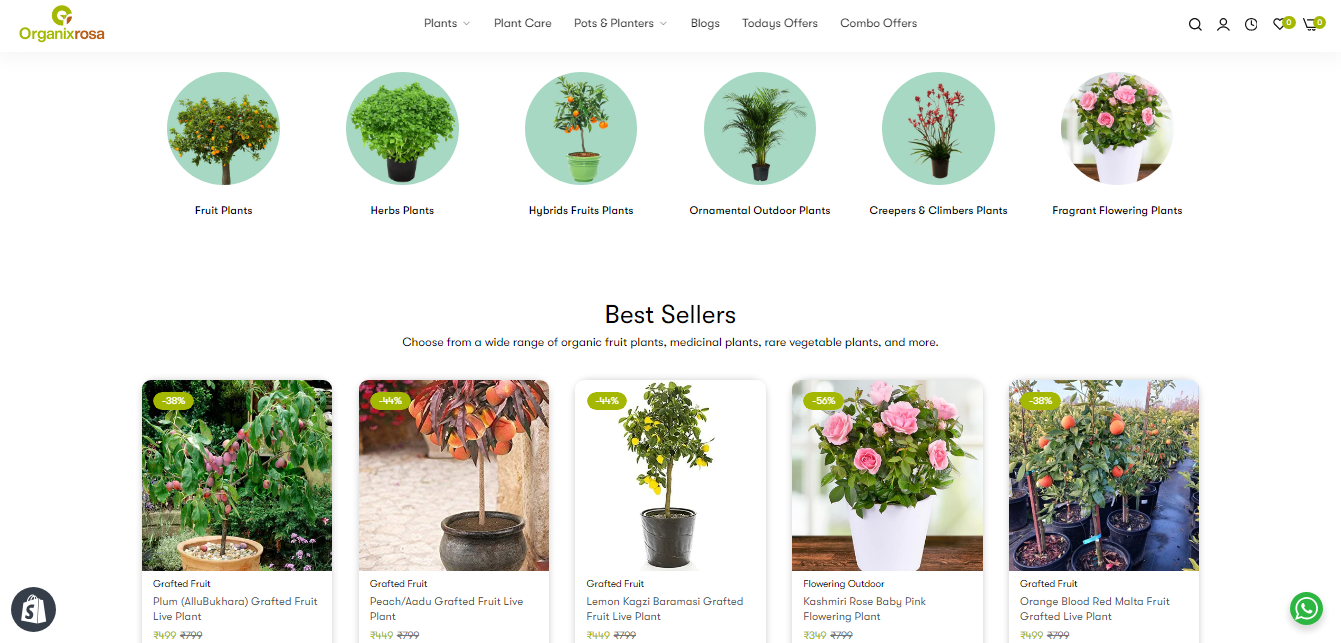 Organixrosa
Plants
Plant Care
Pots & Planters
Blogs
Todays Offers
Combo Offers
0
0
Fruit Plants
Herbs Plants
Hybrids Fruits Plants
Ornamental Outdoor Plants
Creepers & Climbers Plants
Fragrant Flowering Plants
Best Sellers
Choose from a wide range of organic fruit plants, medicinal plants, rare vegetable plants, and more.
-38%
Grafted Fruit
Plum (AlluBukhara) Grafted Fruit
Live Plant
₹499 ₹799
-44%
Grafted Fruit
Peach/Aadu Grafted Fruit Live
Plant
₹449 ₹799
-44%
Grafted Fruit
Lemon Kagzi Baramasi Grafted
Fruit Live Plant
₹449 ₹799
-56%
Flowering Outdoor
Kashmiri Rose Baby Pink
Flowering Plant
₹349 ₹799
-38%
Grafted Fruit
Orange Blood Red Malta Fruit
Grafted Live Plant
₹499 ₹799